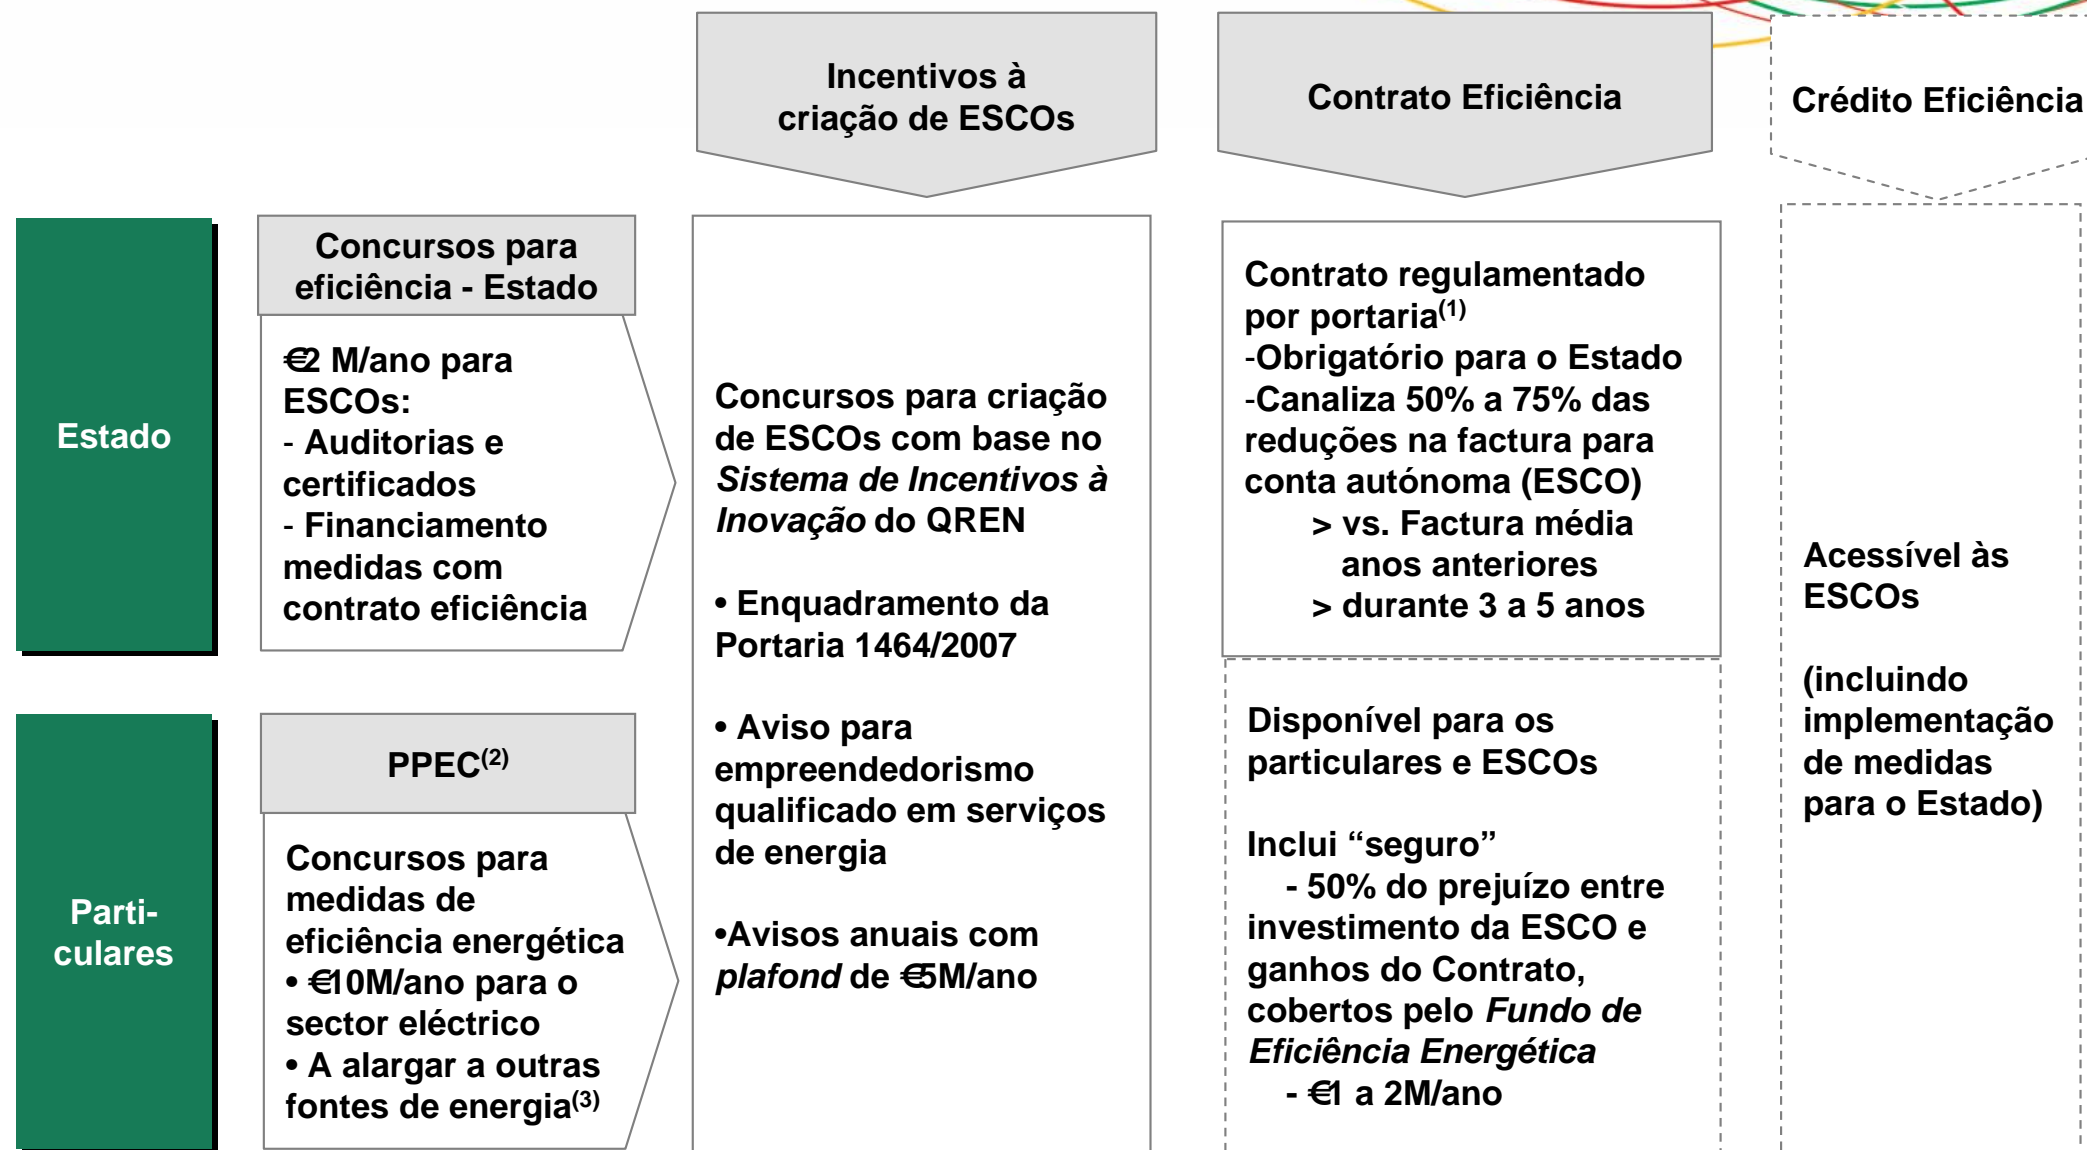 Incentivos à
criação de ESCOs
Contrato Eficiência
Crédito Eficiência
Estado
Concursos para
eficiência - Estado
€2 M/ano para
ESCOs:
- Auditorias e
certificados
- Financiamento
medidas com
contrato eficiência
Concursos para criação
de ESCOs com base no
Sistema de Incentivos à
Inovação do QREN
• Enquadramento da
Portaria 1464/2007
• Aviso para
empreendedorismo
qualificado em serviços
de energia
•Avisos anuais com
plafond de €5M/ano
Contrato regulamentado
por portaria(1)
-Obrigatório para o Estado
-Canaliza 50% a 75% das
reduções na factura para
conta autónoma (ESCO)
> vs. Factura média
anos anteriores
> durante 3 a 5 anos
Acessível às
ESCOs
(incluindo
implementação
de medidas
para o Estado)
Parti-
culares
PPEC(2)
Concursos para
medidas de
eficiência energética
• €10M/ano para o
sector eléctrico
• A alargar a outras
fontes de energia(3)
Disponível para os
particulares e ESCOs
Inclui “seguro”
- 50% do prejuízo entre
investimento da ESCO e
ganhos do Contrato,
cobertos pelo Fundo de
Eficiência Energética
- €1 a 2M/ano